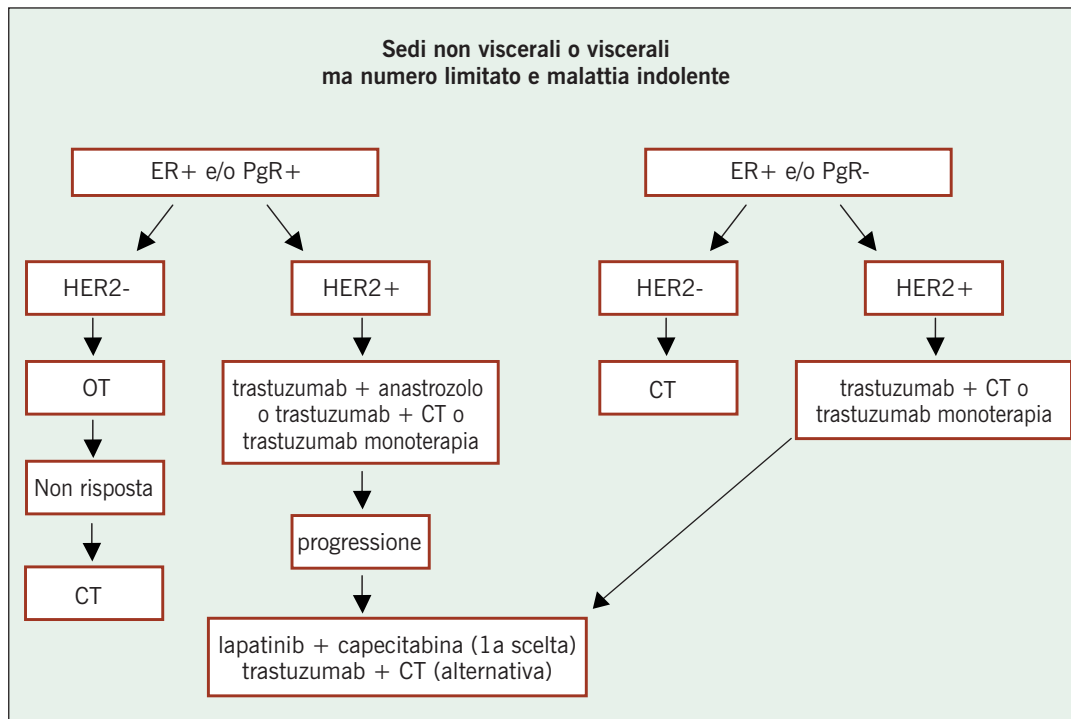 Sedi non viscerali o viscerali
ma numero limitato e malattia indolente
ER+ e/o PgR+
ER+ e/o PgR-
HER2-
HER2+
HER2-
HER2+
OT
trastuzumab + anastrozolo
o trastuzumab + CT o
trastuzumab monoterapia
CT
trastuzumab + CT o
trastuzumab monoterapia
Non risposta
progressione
CT
lapatinib + capecitabina (1a scelta)
trastuzumab + CT (alternativa)